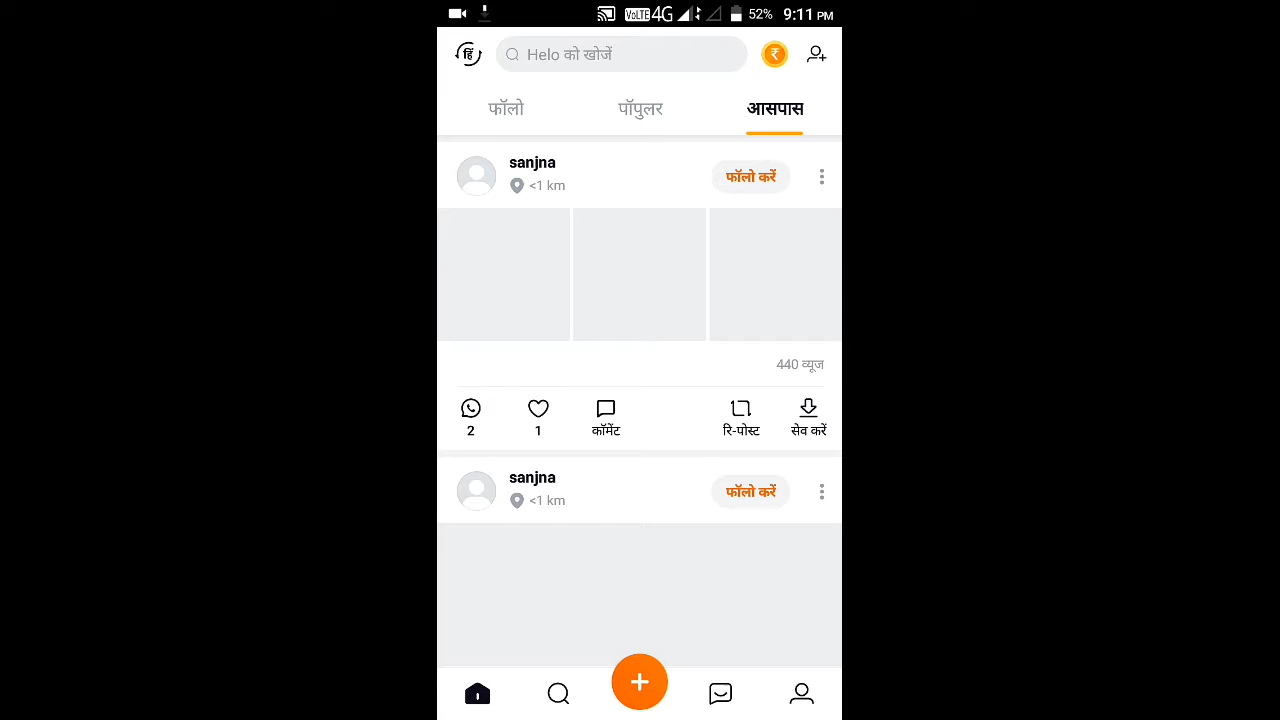 VoLTE 4G 52% 9:11 PM
हिं Helo को खोजें ₹
फॉलो पॉपुलर आसपास
sanjna
<1 km
फॉलो करें
440 व्यूज
2 1 कॉमेंट रि-पोस्ट सेव करें
sanjna
<1 km
फॉलो करें